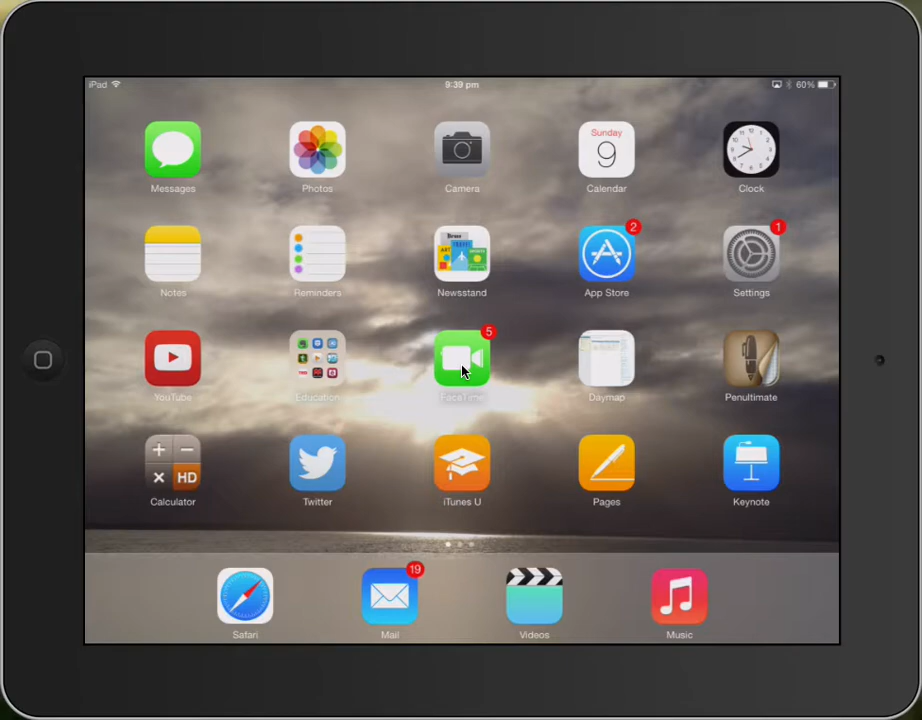 iPad 9:39 pm 60%
Messages Photos Camera Sunday 9 Calendar Clock
Notes Reminders Newsstand 2 App Store 1 Settings
YouTube Education 5 FaceTime Daymap Penultimate
HD Calculator Twitter iTunes U Pages Keynote
Safari 19 Mail Videos Music